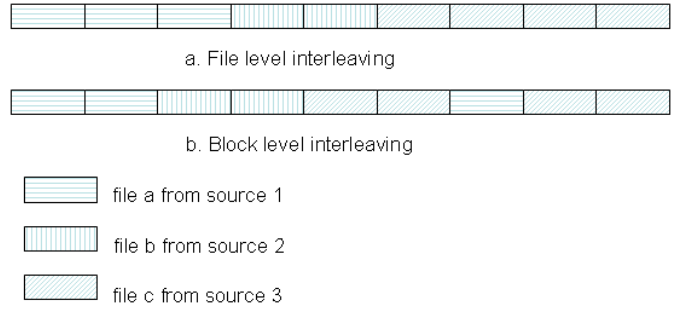 a. File level interleaving
b. Block level interleaving
file a from source 1
file b from source 2
file c from source 3